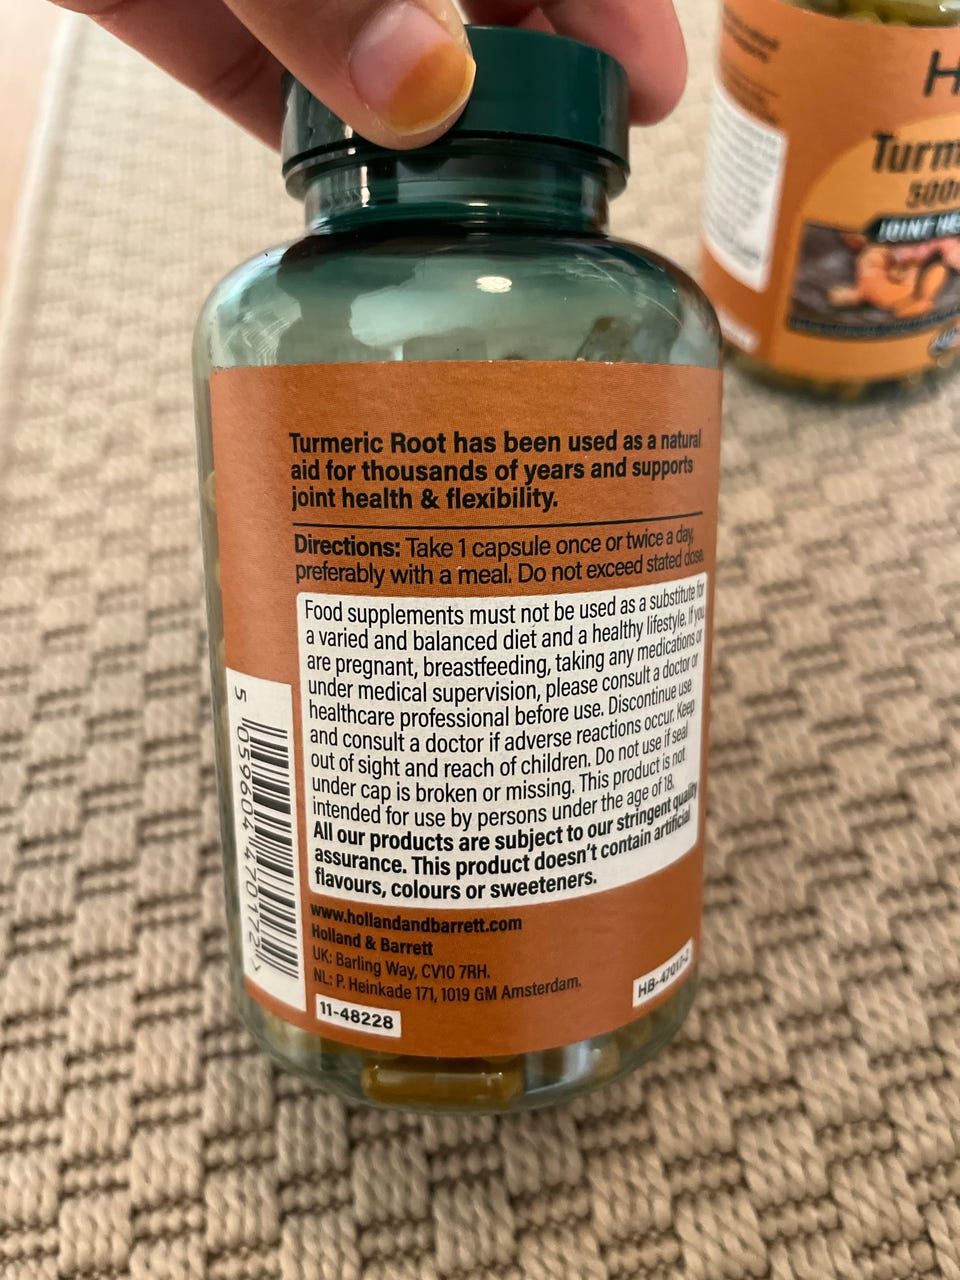 Turmeric Root has been used as a natural
aid for thousands of years and supports
joint health & flexibility.
Directions: Take 1 capsule once or twice a day,
preferably with a meal. Do not exceed stated dose.
Food supplements must not be used as a substitute for
a varied and balanced diet and a healthy lifestyle. If you
are pregnant, breastfeeding, taking any medications or
under medical supervision, please consult a doctor or
healthcare professional before use. Discontinue use
and consult a doctor if adverse reactions occur. Keep
out of sight and reach of children. Do not use if seal
under cap is broken or missing. This product is not
intended for use by persons under the age of 18.
All our products are subject to our stringent quality
assurance. This product doesn't contain artificial
flavours, colours or sweeteners.
www.hollandandbarrett.com
Holland & Barrett
UK: Barling Way, CV10 7RH.
NL: P. Heinkade 171, 1019 GM Amsterdam.
11-48228
HB-47017-2
5 059604 470172
H
Turm
500
JOINT HE